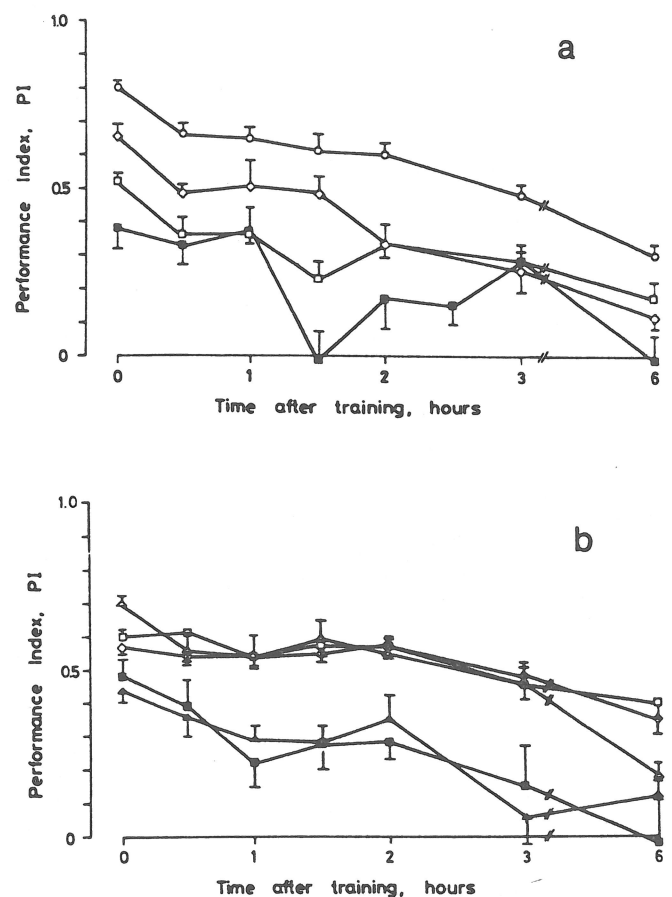 a
1.0
0.5
0
Performance Index, PI
0 1 2 3 6
Time after training, hours
b
1.0
0.5
0
Performance Index, PI
0 1 2 3 6
Time after training, hours